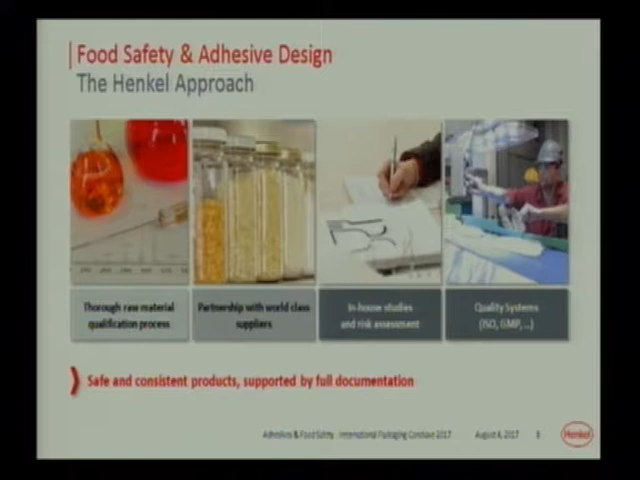 Food Safety & Adhesive Design
The Henkel Approach
Thorough raw material
qualification process
Partnership with world class
suppliers
In-house studies
and risk assessment
Quality Systems
(ISO, GMP, ...)
Safe and consistent products, supported by full documentation
Adhesives & Food Safety . International Packaging Conclave 2017
August 4, 2017
Henkel